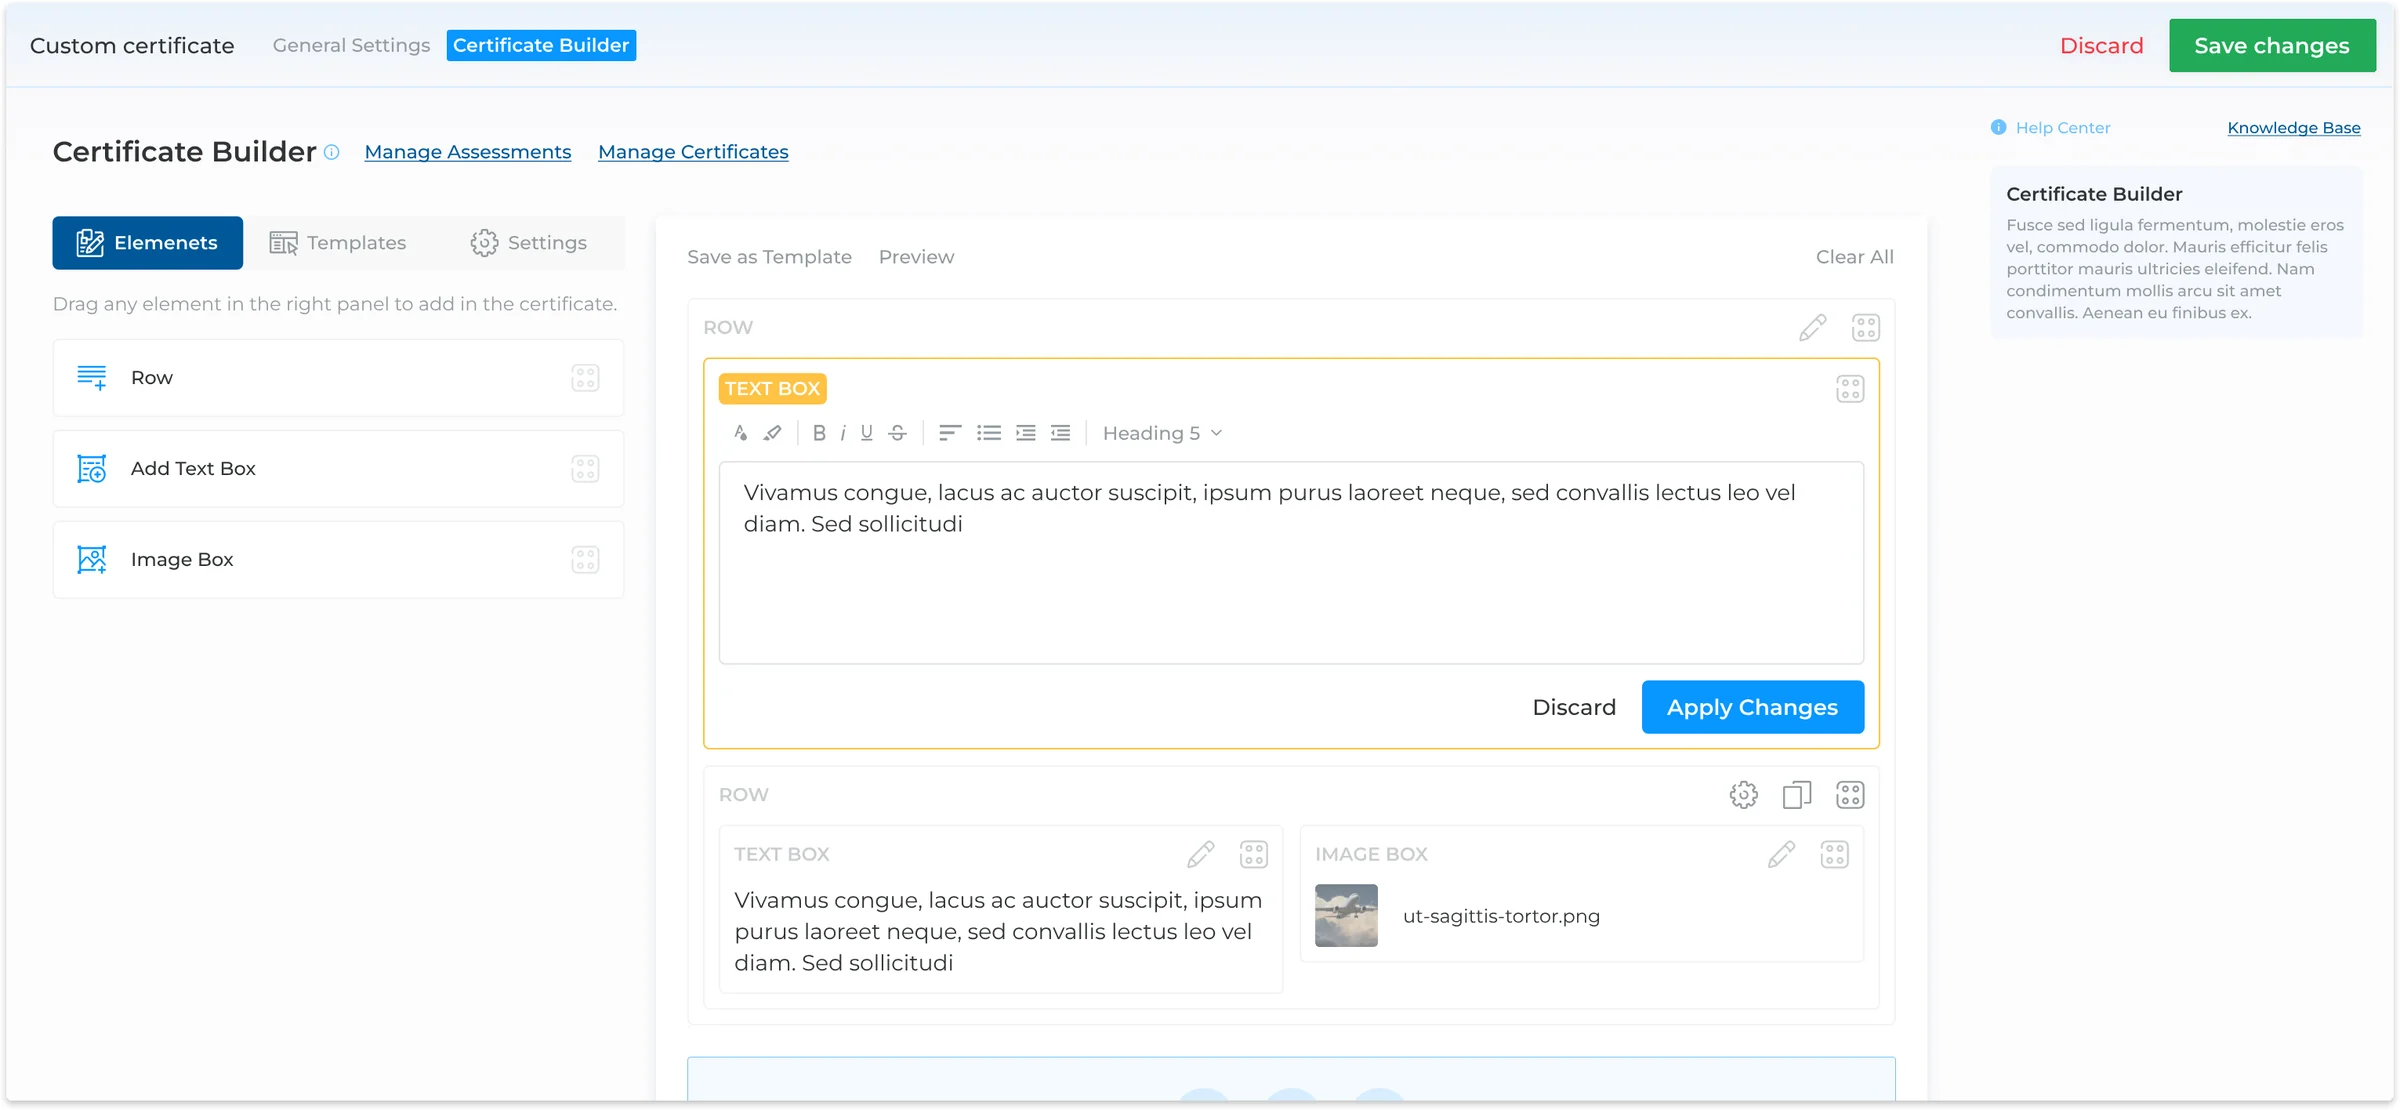 Custom certificate
General Settings
Certificate Builder
Discard
Save changes
Certificate Builder
Manage Assessments
Manage Certificates
Help Center
Knowledge Base
Certificate Builder
Fusce sed ligula fermentum, molestie eros
vel, commodo dolor. Mauris efficitur felis
porttitor mauris ultricies eleifend. Nam
condimentum mollis arcu sit amet
convallis. Aenean eu finibus ex.
Elemenets
Templates
Settings
Drag any element in the right panel to add in the certificate.
Row
Add Text Box
Image Box
Save as Template
Preview
Clear All
ROW
TEXT BOX
B i U S
Heading 5
Vivamus congue, lacus ac auctor suscipit, ipsum purus laoreet neque, sed convallis lectus leo vel
diam. Sed sollicitudi
Discard
Apply Changes
ROW
TEXT BOX
Vivamus congue, lacus ac auctor suscipit, ipsum
purus laoreet neque, sed convallis lectus leo vel
diam. Sed sollicitudi
IMAGE BOX
ut-sagittis-tortor.png